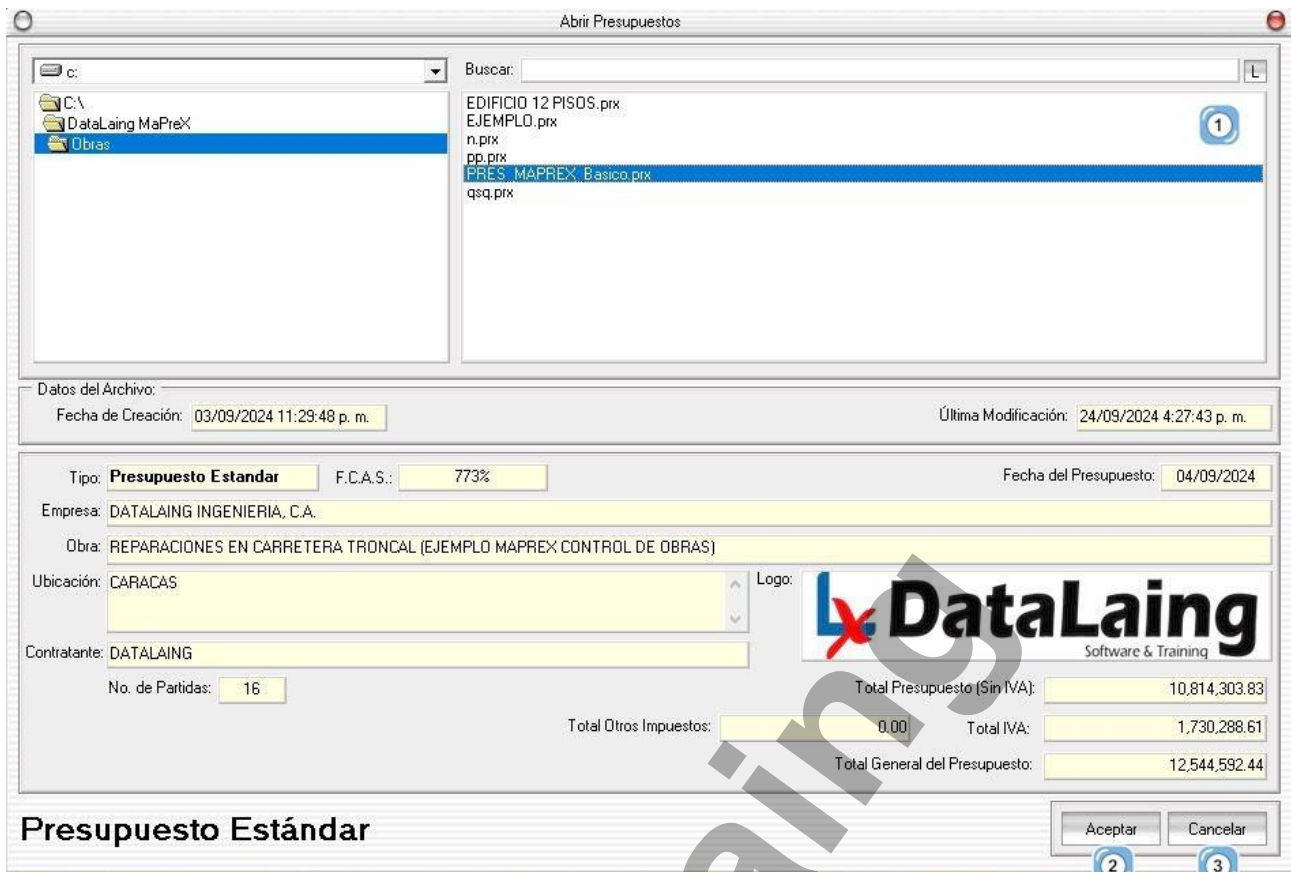 Abrir Presupuestos
c:
Buscar:
L
C:\
DataLaing MaPreX
Obras
EDIFICIO 12 PISOS.prx
EJEMPLO.prx
n.prx
pp.prx
PRES_MAPREX_Basico.prx
qsq.prx
1
Datos del Archivo:
Fecha de Creación: 03/09/2024 11:29:48 p. m.
Última Modificación: 24/09/2024 4:27:43 p. m.
Tipo: Presupuesto Estandar
F.C.A.S.: 773%
Fecha del Presupuesto: 04/09/2024
Empresa: DATALAING INGENIERIA, C.A.
Obra: REPARACIONES EN CARRETERA TRONCAL (EJEMPLO MAPREX CONTROL DE OBRAS)
Ubicación: CARACAS
Logo:
Lx DataLaing
Software & Training
Contratante: DATALAING
No. de Partidas: 16
Total Presupuesto (Sin IVA): 10,814,303.83
Total Otros Impuestos: 0.00
Total IVA: 1,730,288.61
Total General del Presupuesto: 12,544,592.44
Presupuesto Estándar
Aceptar
Cancelar
2
3
aing